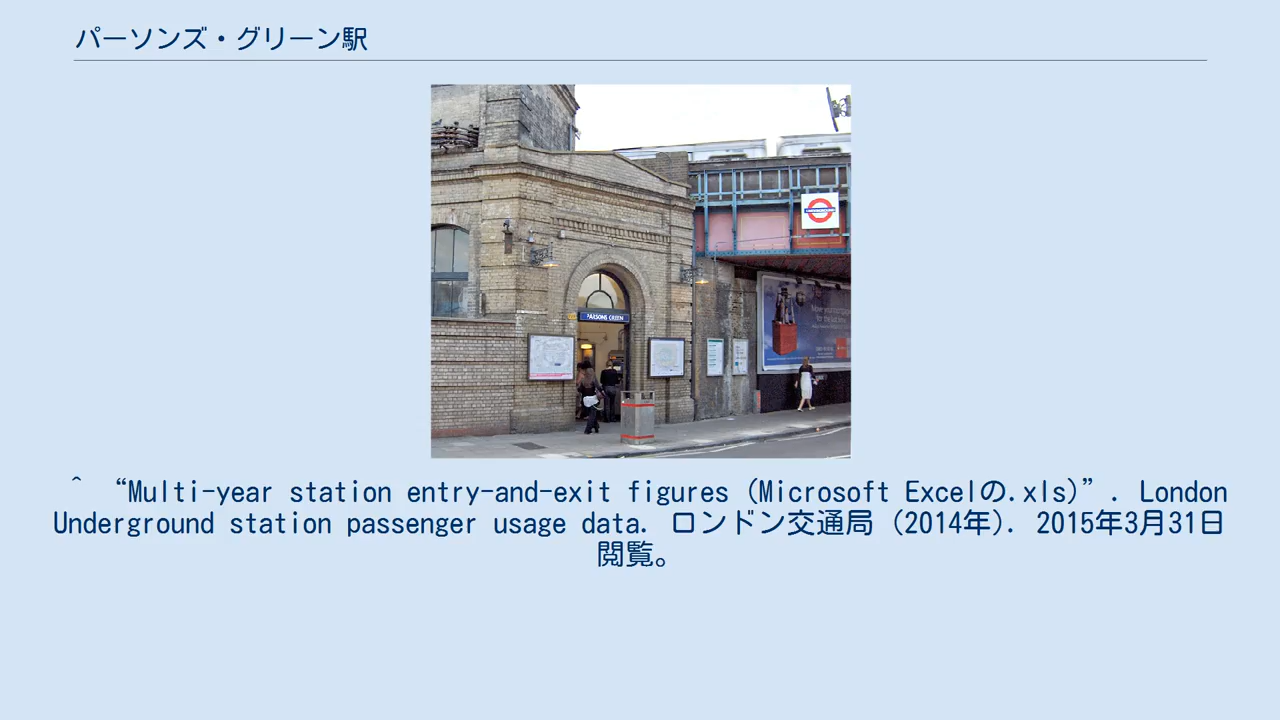 パーソンズ・グリーン駅
PARSONS GREEN
^ “Multi-year station entry-and-exit figures (Microsoft Excelの.xls)”. London
Underground station passenger usage data. ロンドン交通局 (2014年). 2015年3月31日
閲覧。